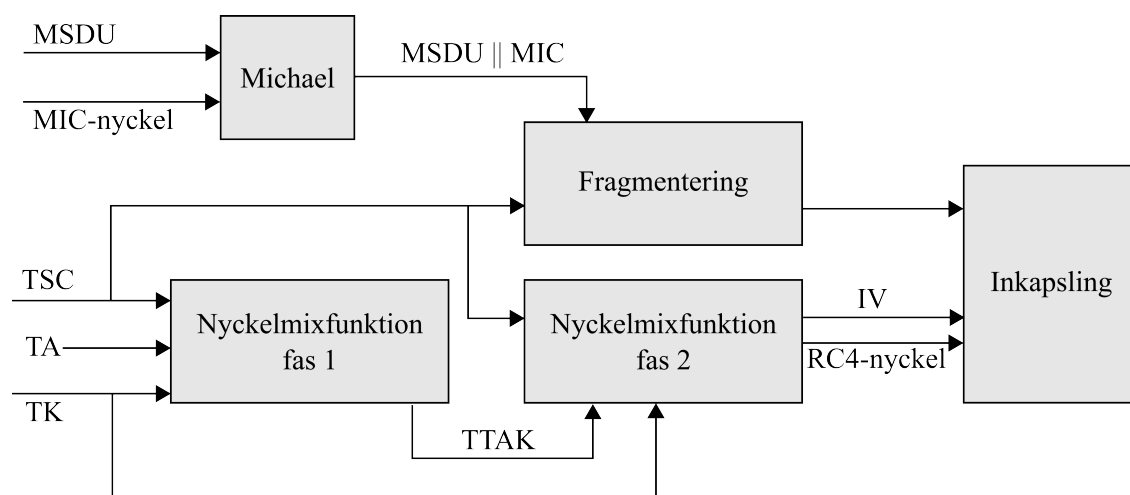 MSDU
MIC-nyckel
Michael
MSDU || MIC
Fragmentering
TSC
TA
TK
Nyckelmixfunktion
fas 1
TTAK
Nyckelmixfunktion
fas 2
IV
RC4-nyckel
Inkapsling